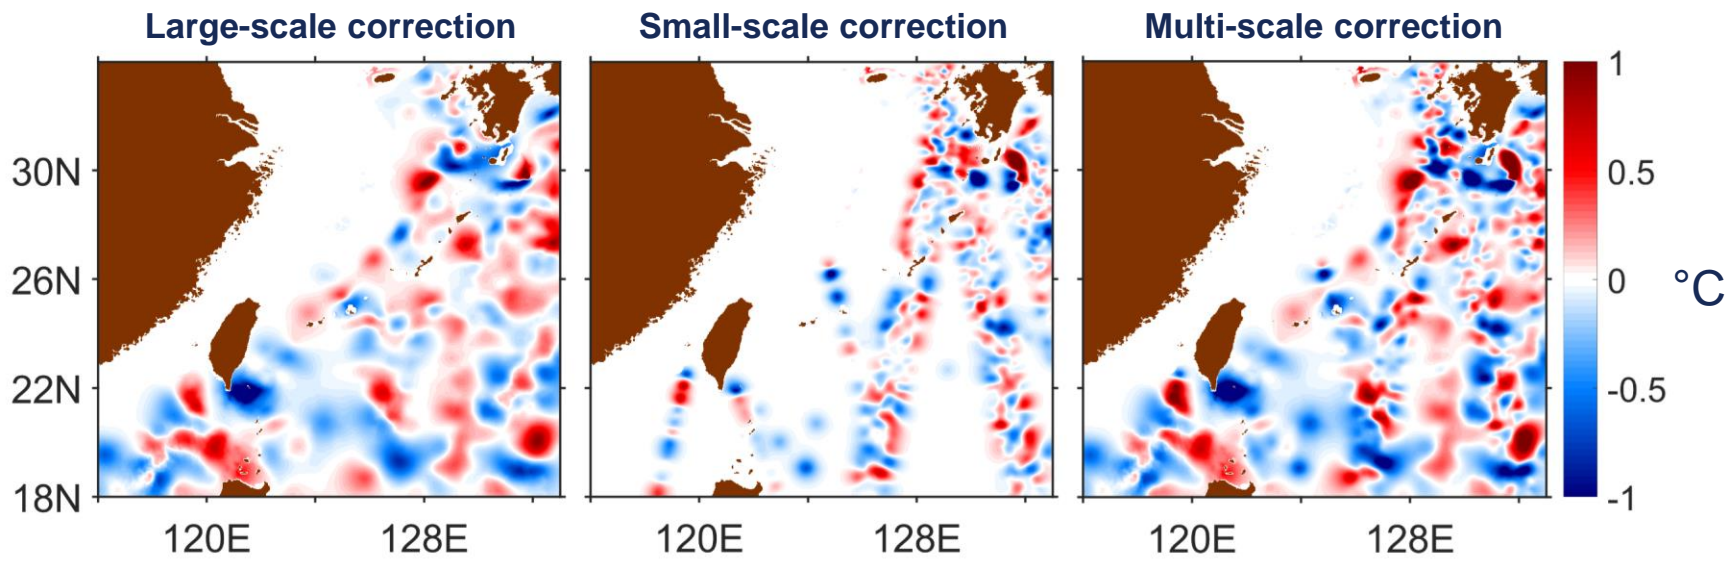 Large-scale correction
Small-scale correction
Multi-scale correction
30N
26N
22N
18N
120E
128E
120E
128E
120E
128E
1
0.5
0
-0.5
-1
°C